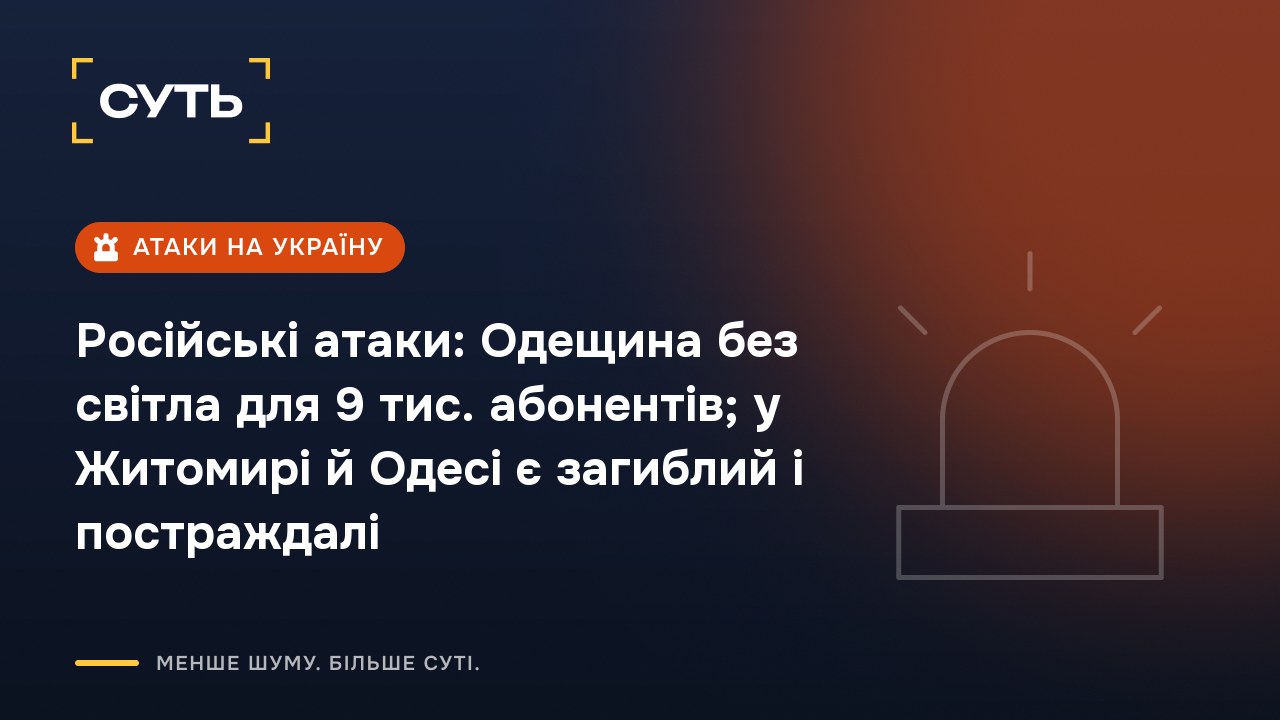 СУТЬ
АТАКИ НА УКРАЇНУ
Російські атаки: Одещина без
світла для 9 тис. абонентів; у
Житомирі й Одесі є загиблий і
постраждалі
МЕНШЕ ШУМУ. БІЛЬШЕ СУТІ.